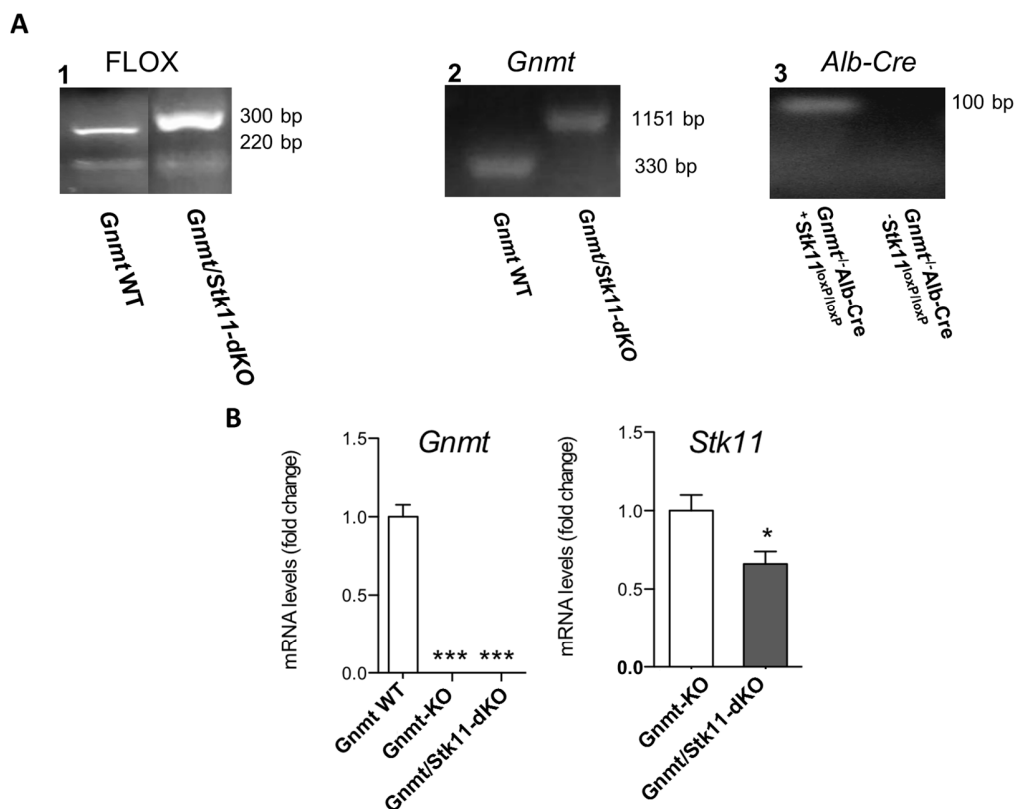 A
1 FLOX
300 bp
220 bp
Gnmt WT
Gnmt/Stk11-dKO
2 Gnmt
1151 bp
330 bp
Gnmt WT
Gnmt/Stk11-dKO
3 Alb-Cre
100 bp
Gnmt-/-Alb-Cre
+Stk11loxP/loxP
Gnmt-/-Alb-Cre
-Stk11loxP/loxP
B
Gnmt
mRNA levels (fold change)
1.5
1.0
0.5
0.0
*** ***
Gnmt WT
Gnmt-KO
Gnmt/Stk11-dKO
Stk11
mRNA levels (fold change)
1.5
1.0
0.5
0.0
*
Gnmt-KO
Gnmt/Stk11-dKO